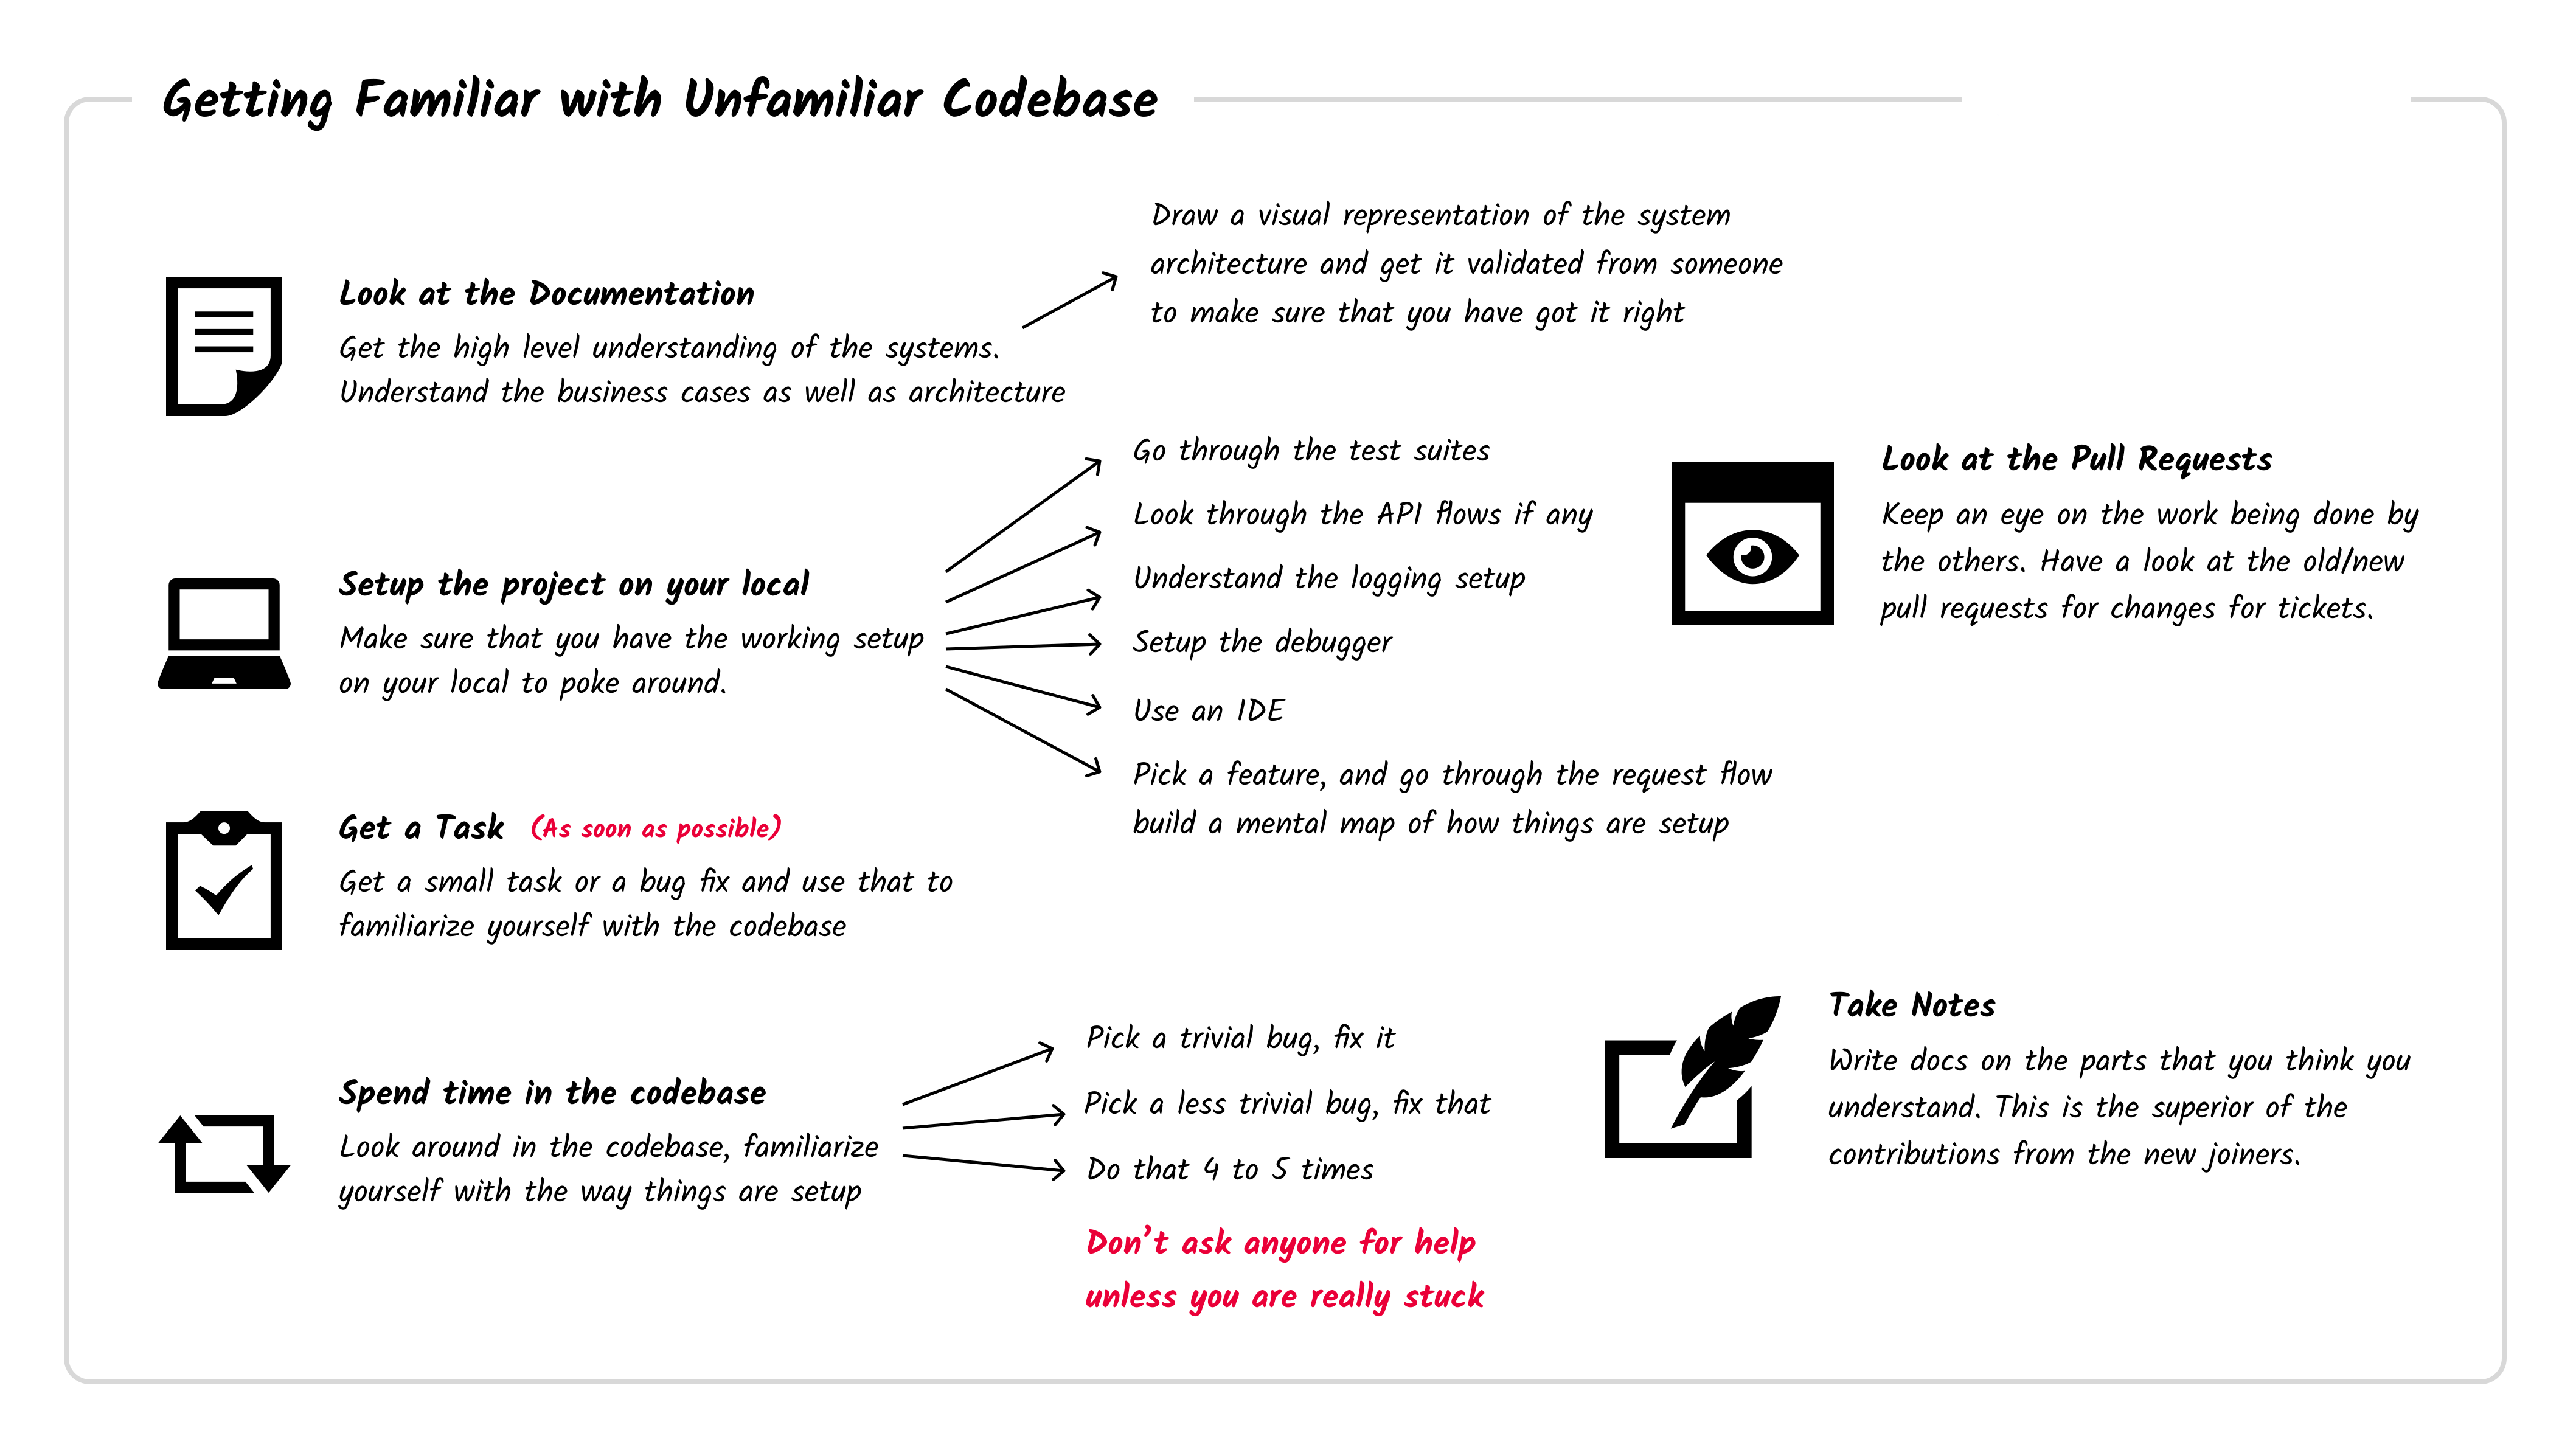 Getting Familiar with Unfamiliar Codebase
Look at the Documentation
Get the high level understanding of the systems.
Understand the business cases as well as architecture
Draw a visual representation of the system
architecture and get it validated from someone
to make sure that you have got it right
Setup the project on your local
Make sure that you have the working setup
on your local to poke around.
Go through the test suites
Look through the API flows if any
Understand the logging setup
Setup the debugger
Use an IDE
Pick a feature, and go through the request flow
build a mental map of how things are setup
Look at the Pull Requests
Keep an eye on the work being done by
the others. Have a look at the old/new
pull requests for changes for tickets.
Get a Task (As soon as possible)
Get a small task or a bug fix and use that to
familiarize yourself with the codebase
Spend time in the codebase
Look around in the codebase, familiarize
yourself with the way things are setup
Pick a trivial bug, fix it
Pick a less trivial bug, fix that
Do that 4 to 5 times
Don’t ask anyone for help
unless you are really stuck
Take Notes
Write docs on the parts that you think you
understand. This is the superior of the
contributions from the new joiners.